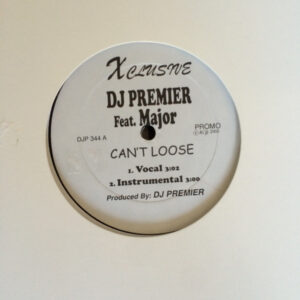 XCLUSIVE
DJ PREMIER
Feat. Major
DJP 344 A
PROMO
CAN'T LOOSE
1. Vocal 3:02
2. Instrumental 3:00
Produced By: DJ PREMIER